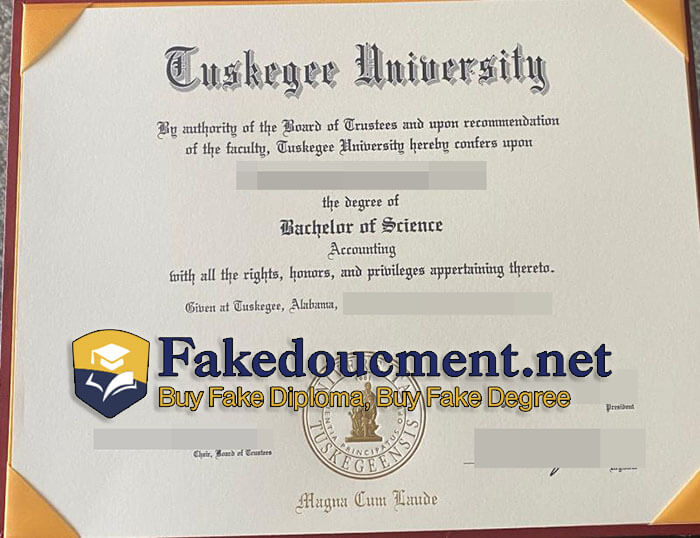 Tuskegee University
By authority of the Board of Trustees and upon recommendation
of the faculty, Tuskegee University hereby confers upon
the degree of
Bachelor of Science
Accounting
with all the rights, honors, and privileges appertaining thereto.
Given at Tuskegee, Alabama,
Fakedoucment.net
Buy Fake Diploma, Buy Fake Degree
President
PRINCIPATUS
TUSKEGEENSIS
Chair, Board of Trustees
Magna Cum Laude